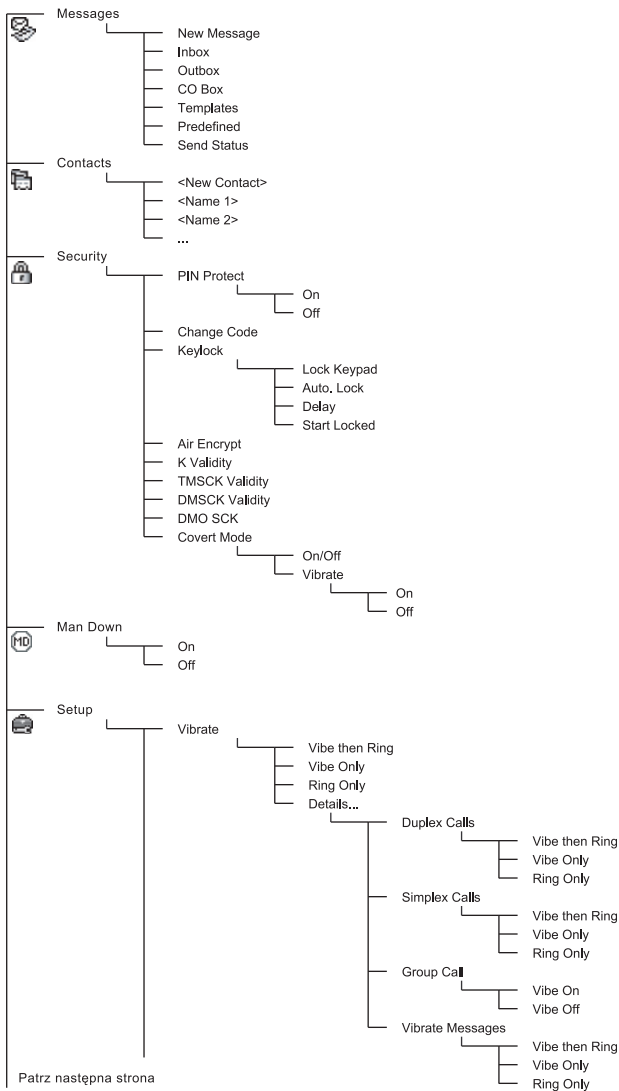 Messages
New Message
Inbox
Outbox
CO Box
Templates
Predefined
Send Status
Contacts
<New Contact>
<Name 1>
<Name 2>
...
Security
PIN Protect
On
Off
Change Code
Keylock
Lock Keypad
Auto. Lock
Delay
Start Locked
Air Encrypt
K Validity
TMSCK Validity
DMSCK Validity
DMO SCK
Covert Mode
On/Off
Vibrate
On
Off
MD
Man Down
On
Off
Setup
Vibrate
Vibe then Ring
Vibe Only
Ring Only
Details...
Duplex Calls
Vibe then Ring
Vibe Only
Ring Only
Simplex Calls
Vibe then Ring
Vibe Only
Ring Only
Group Call
Vibe On
Vibe Off
Vibrate Messages
Vibe then Ring
Vibe Only
Ring Only
Patrz następna strona